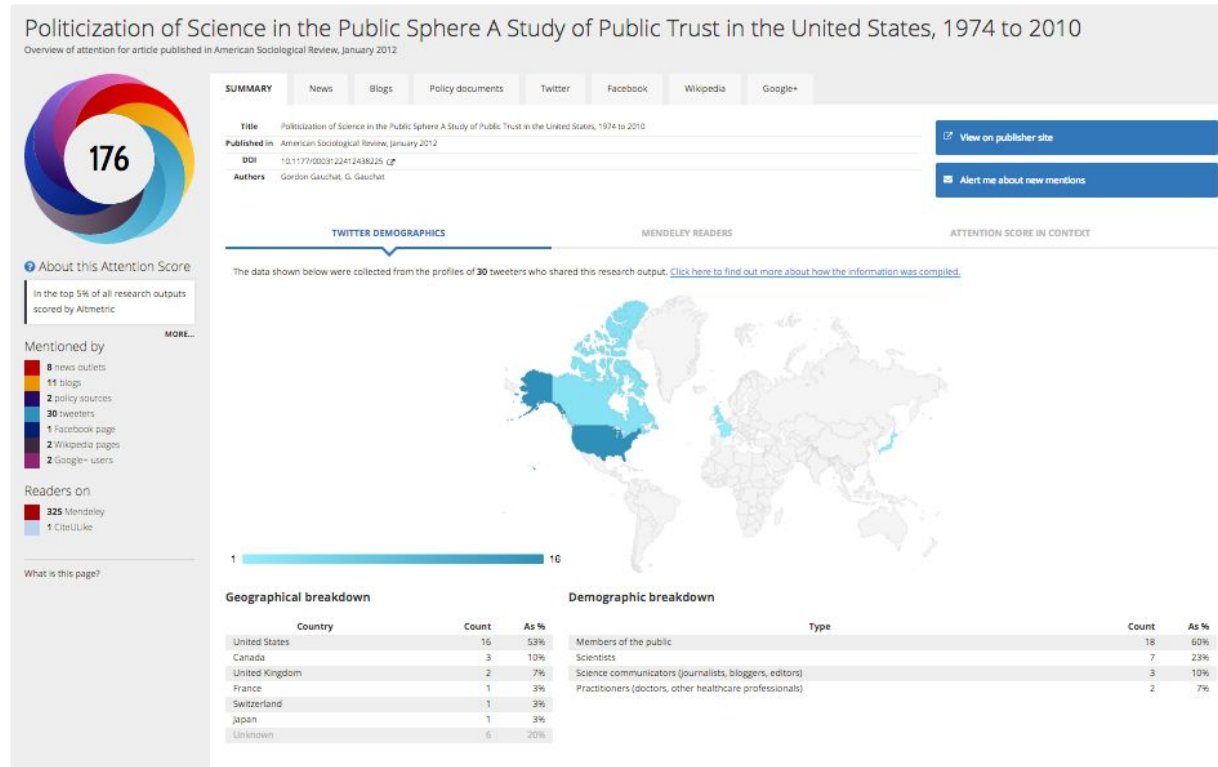 Politicization of Science in the Public Sphere A Study of Public Trust in the United States, 1974 to 2010
Overview of attention for article published in American Sociological Review, January 2012
176
About this Attention Score
In the top 5% of all research outputs
scored by Altmetric
MORE...
Mentioned by
8 news outlets
11 blogs
2 policy sources
30 tweeters
1 Facebook page
2 Wikipedia pages
2 Google+ users
Readers on
325 Mendeley
1 CiteULike
What is this page?
SUMMARY News Blogs Policy documents Twitter Facebook Wikipedia Google+
Title Politicization of Science in the Public Sphere A Study of Public Trust in the United States, 1974 to 2010
Published in American Sociological Review, January 2012
DOI 10.1177/0003122412438225
Authors Gordon Gauchat, G. Gauchat
View on publisher site
Alert me about new mentions
TWITTER DEMOGRAPHICS MENDELEY READERS ATTENTION SCORE IN CONTEXT
The data shown below were collected from the profiles of 30 tweeters who shared this research output. Click here to find out more about how the information was compiled.
1 16
Geographical breakdown
Country Count As %
United States 16 53%
Canada 3 10%
United Kingdom 2 7%
France 1 3%
Switzerland 1 3%
Japan 1 3%
Unknown 6 20%
Demographic breakdown
Type Count As %
Members of the public 18 60%
Scientists 7 23%
Science communicators (journalists, bloggers, editors) 3 10%
Practitioners (doctors, other healthcare professionals) 2 7%